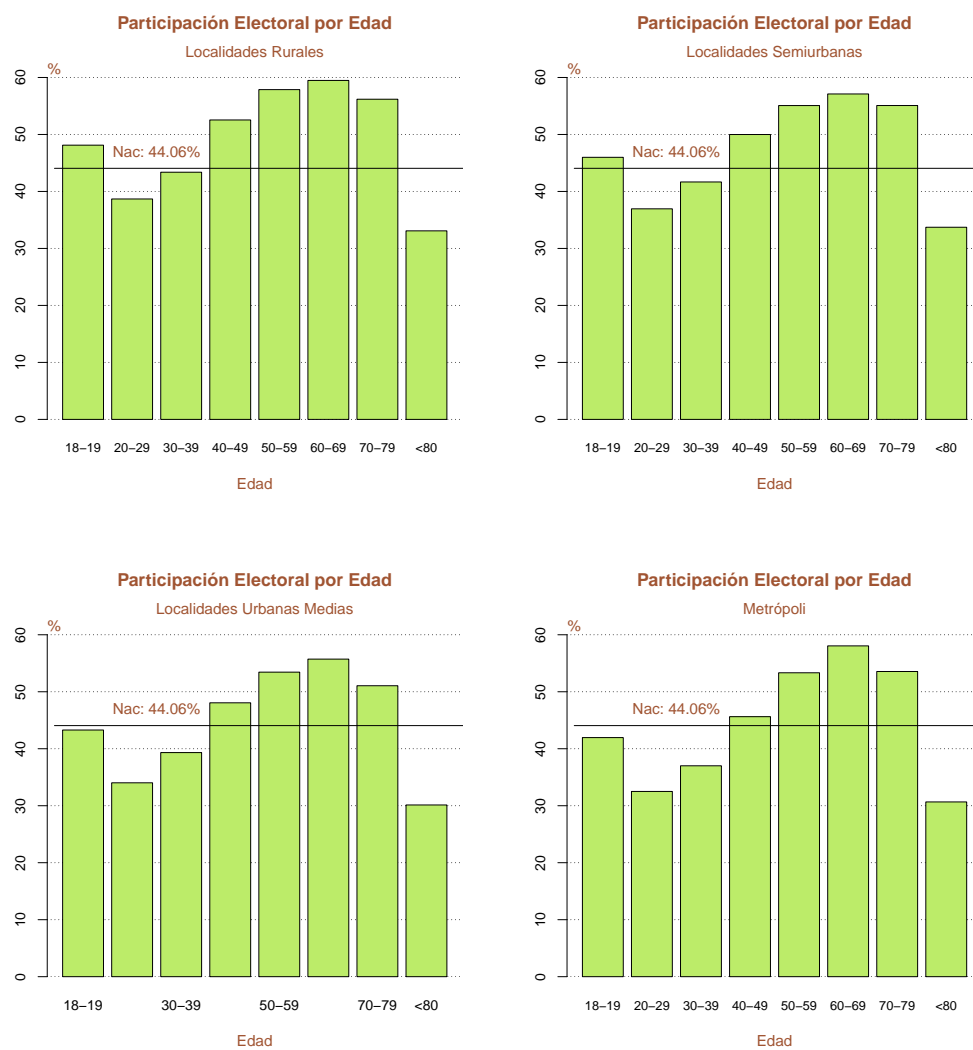 Participación Electoral por Edad
Localidades Rurales
%
60
50
40
30
20
10
0
Nac: 44.06%
18–19 20–29 30–39 40–49 50–59 60–69 70–79 <80
Edad
Participación Electoral por Edad
Localidades Semiurbanas
%
60
50
40
30
20
10
0
Nac: 44.06%
18–19 20–29 30–39 40–49 50–59 60–69 70–79 <80
Edad
Participación Electoral por Edad
Localidades Urbanas Medias
%
60
50
40
30
20
10
0
Nac: 44.06%
18–19 30–39 50–59 70–79 <80
Edad
Participación Electoral por Edad
Metrópoli
%
60
50
40
30
20
10
0
Nac: 44.06%
18–19 20–29 30–39 40–49 50–59 60–69 70–79 <80
Edad